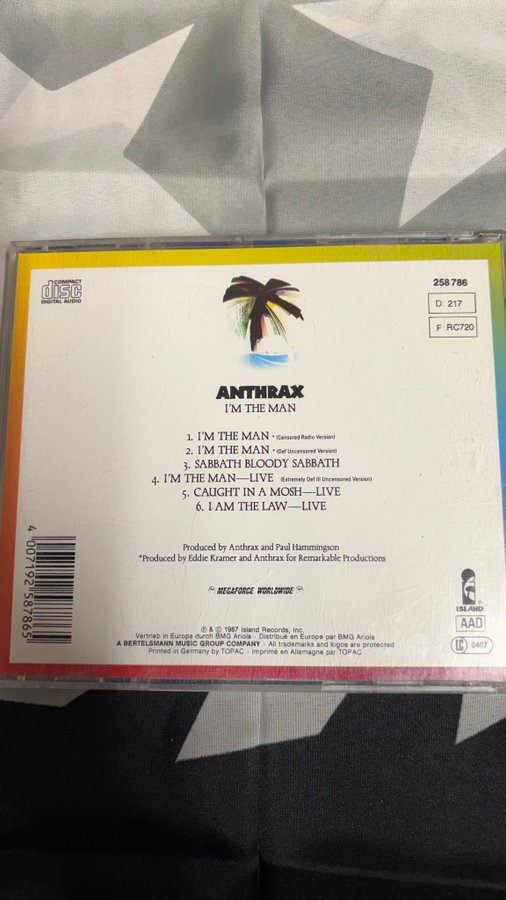 COMPACT
disc
DIGITAL AUDIO
258 786
D: 217
F: RC720
ANTHRAX
I'M THE MAN
1. I'M THE MAN *(Censored Radio Version)
2. I'M THE MAN *(Def Uncensored Version)
3. SABBATH BLOODY SABBATH
4. I'M THE MAN—LIVE (Extremely Def Ill Uncensored Version)
5. CAUGHT IN A MOSH—LIVE
6. I AM THE LAW—LIVE
Produced by Anthrax and Paul Hammingson
*Produced by Eddie Kramer and Anthrax for Remarkable Productions
MEGAFORCE WORLDWIDE
4 007192 587865
ISLAND
AAD
LC 0407
℗ & © 1987 Island Records, Inc.
Vertrieb in Europa durch BMG Ariola · Distribué en Europe par BMG Ariola
A BERTELSMANN MUSIC GROUP COMPANY · All trademarks and logos are protected
Printed in Germany by TOPAC · Imprimé en Allemagne par TOPAC